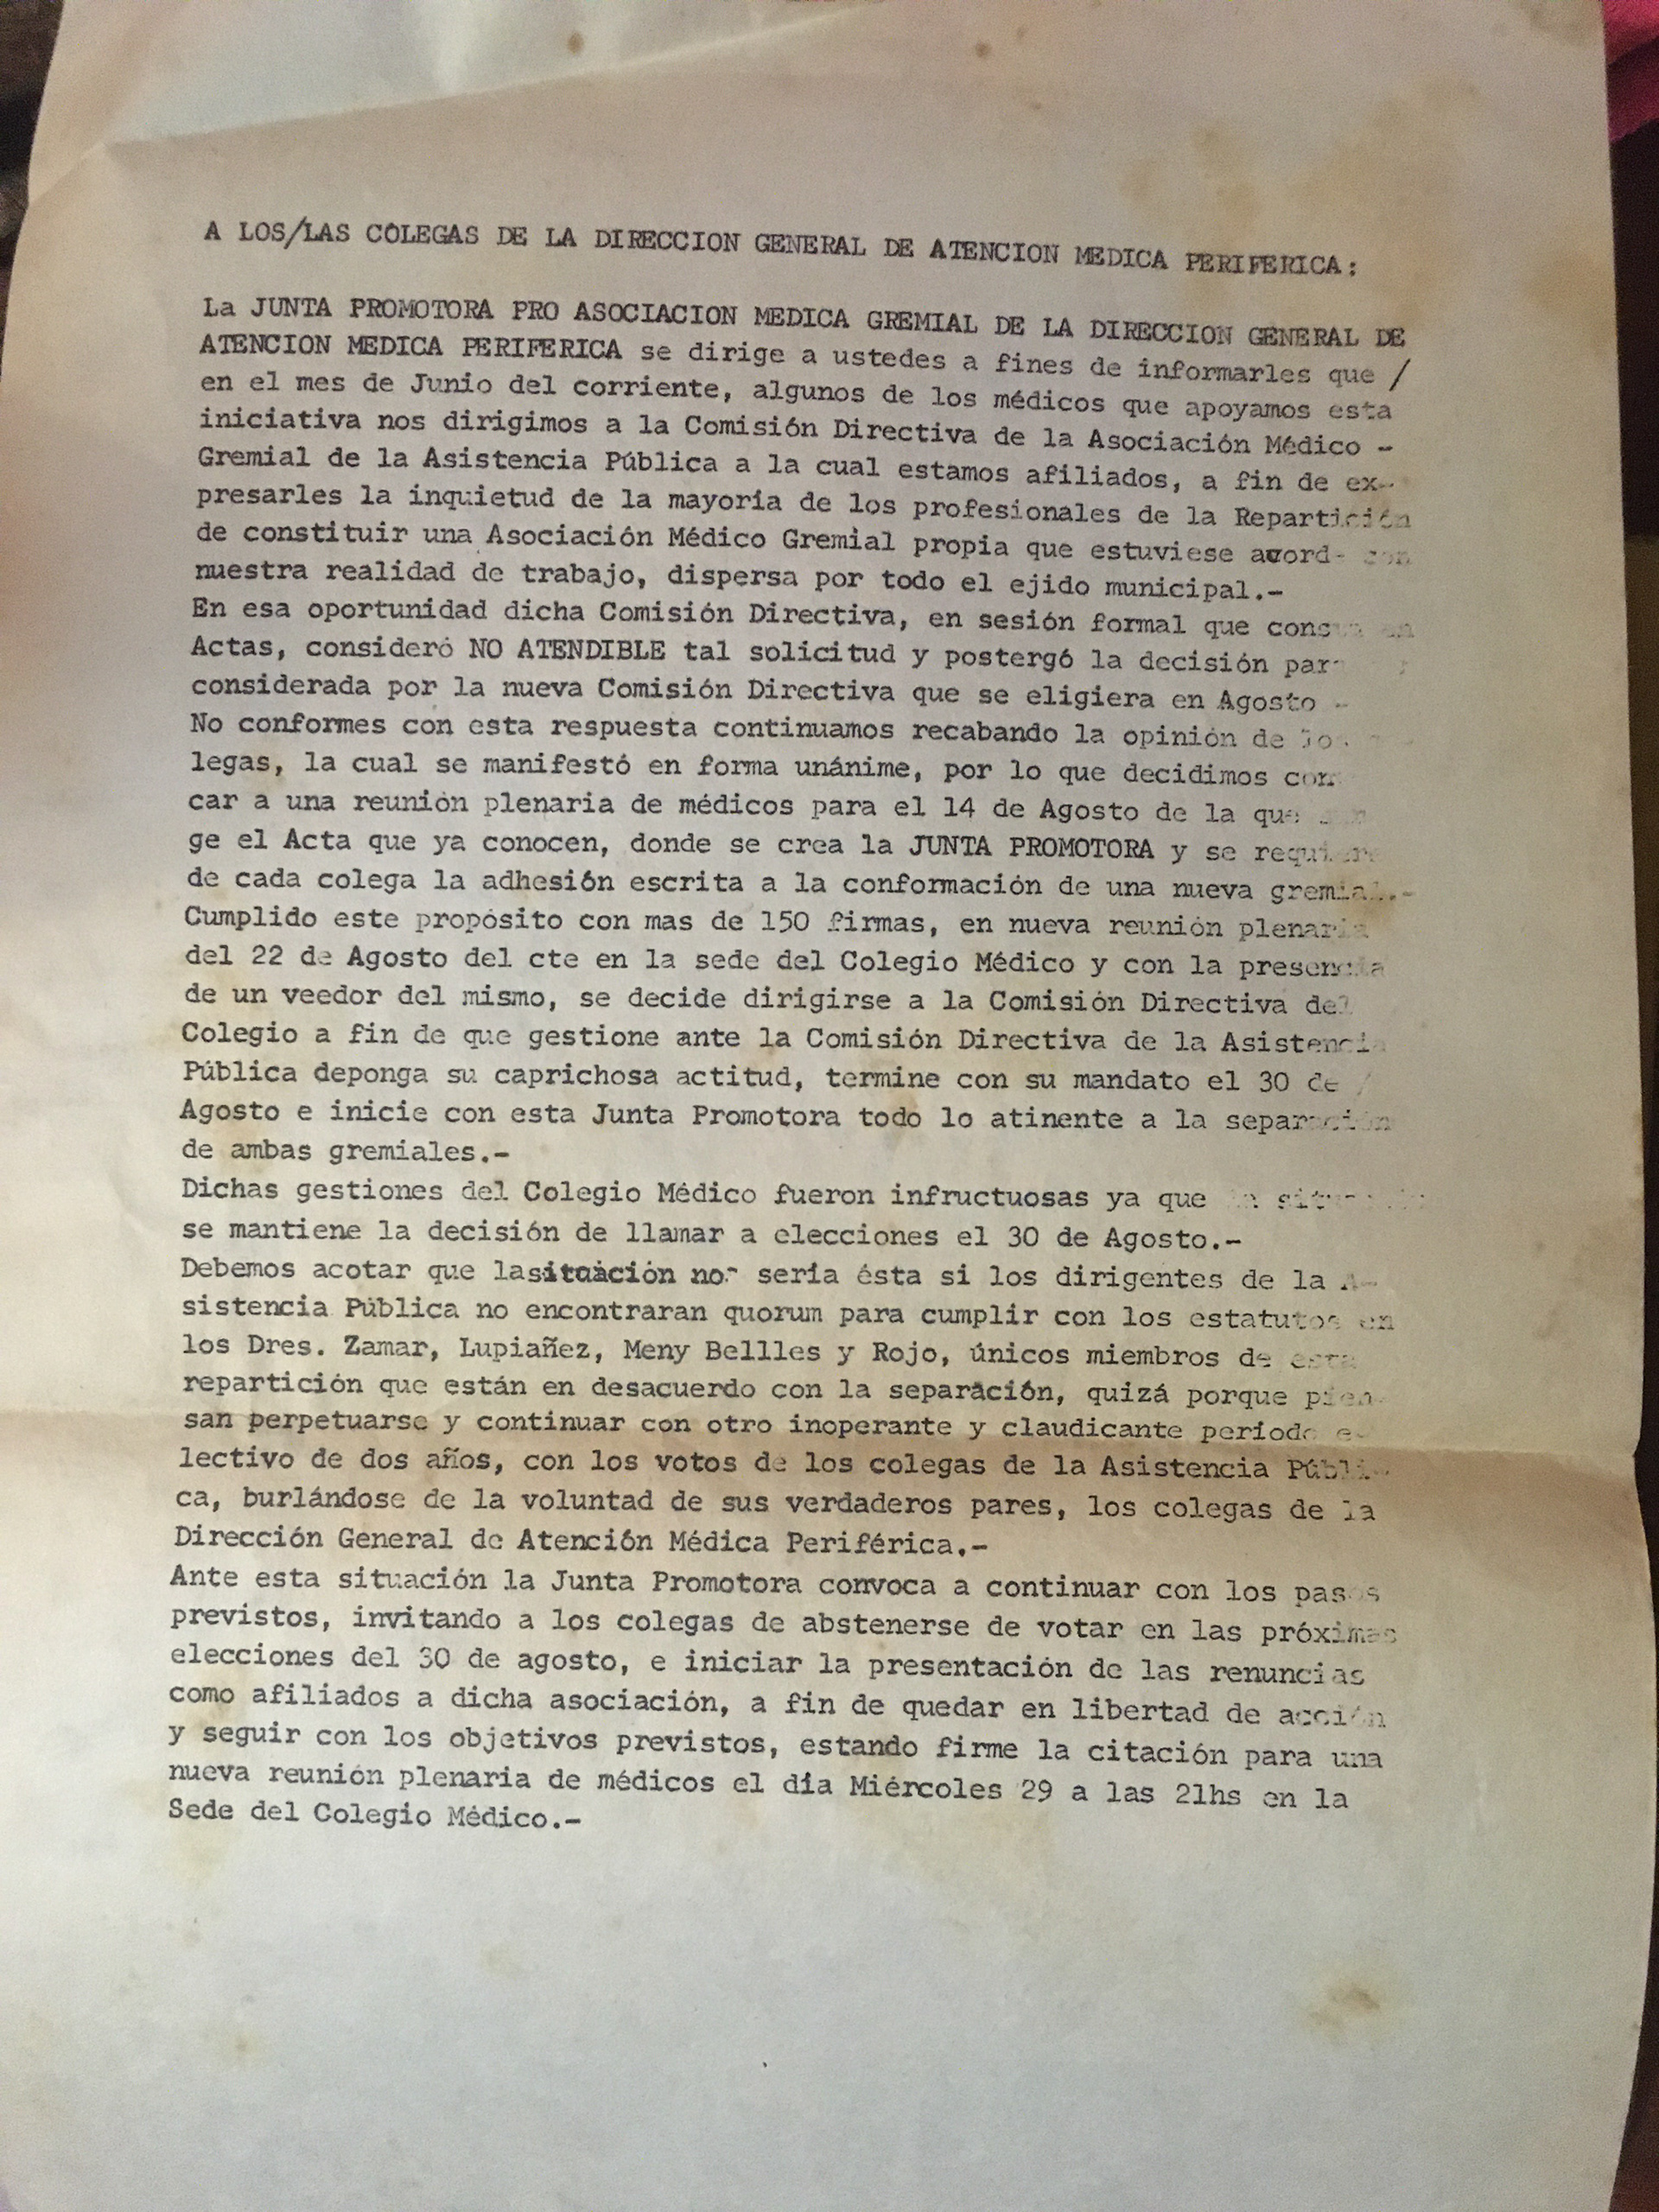 A LOS/LAS COLEGAS DE LA DIRECCION GENERAL DE ATENCION MEDICA PERIFERICA:
La JUNTA PROMOTORA PRO ASOCIACION MEDICA GREMIAL DE LA DIRECCION GENERAL DE
ATENCION MEDICA PERIFERICA se dirige a ustedes a fines de informarles que /
en el mes de Junio del corriente, algunos de los médicos que apoyamos esta
iniciativa nos dirigimos a la Comisión Directiva de la Asociación Médico -
Gremial de la Asistencia Pública a la cual estamos afiliados, a fin de ex-
presarles la inquietud de la mayoría de los profesionales de la Repartición
de constituir una Asociación Médico Gremial propia que estuviese con
nuestra realidad de trabajo, dispersa por todo el ejido municipal.-
En esa oportunidad dicha Comisión Directiva, en sesión formal que
Actas, consideró NO ATENDIBLE tal solicitud y postergó la decisión
considerada por la nueva Comisión Directiva que se eligiera en Agosto -
No conformes con esta respuesta continuamos recabando la opinión de
legas, la cual se manifestó en forma unánime, por lo que decidimos
car a una reunión plenaria de médicos para el 14 de Agosto de la que
ge el Acta que ya conocen, donde se crea la JUNTA PROMOTORA y se requiere
de cada colega la adhesión escrita a la conformación de una nueva gremial.-
Cumplido este propósito con mas de 150 firmas, en nueva reunión plenaria
del 22 de Agosto del cte en la sede del Colegio Médico y con la presencia
de un veedor del mismo, se decide dirigirse a la Comisión Directiva del
Colegio a fin de que gestione ante la Comisión Directiva de la Asistencia
Pública deponga su caprichosa actitud, termine con su mandato el 30 de /
Agosto e inicie con esta Junta Promotora todo lo atinente a la separación
de ambas gremiales.-
Dichas gestiones del Colegio Médico fueron infructuosas ya que
se mantiene la decisión de llamar a elecciones el 30 de Agosto.-
Debemos acotar que lasituación no sería ésta si los dirigentes de la A-
sistencia Pública no encontraran quorum para cumplir con los estatutos en
los Dres. Zamar, Lupiañez, Meny Bellles y Rojo, únicos miembros de esta
repartición que están en desacuerdo con la separación, quizá porque pien-
san perpetuarse y continuar con otro inoperante y claudicante período e-
lectivo de dos años, con los votos de los colegas de la Asistencia Públi-
ca, burlándose de la voluntad de sus verdaderos pares, los colegas de la
Dirección General de Atención Médica Periférica.-
Ante esta situación la Junta Promotora convoca a continuar con los pasos
previstos, invitando a los colegas de abstenerse de votar en las próximas
elecciones del 30 de agosto, e iniciar la presentación de las renuncias
como afiliados a dicha asociación, a fin de quedar en libertad de acción
y seguir con los objetivos previstos, estando firme la citación para una
nueva reunión plenaria de médicos el día Miércoles 29 a las 21hs en la
Sede del Colegio Médico.-